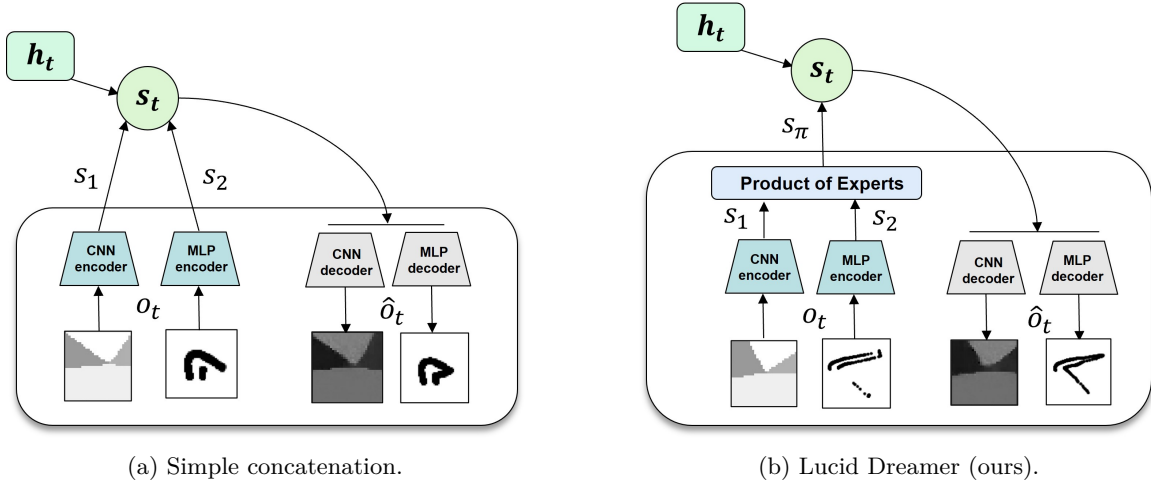 h_t
s_t
s_1
s_2
CNN
encoder
MLP
encoder
CNN
decoder
MLP
decoder
o_t
ô_t
(a) Simple concatenation.
h_t
s_t
s_π
Product of Experts
s_1
s_2
CNN
encoder
MLP
encoder
CNN
decoder
MLP
decoder
o_t
ô_t
(b) Lucid Dreamer (ours).